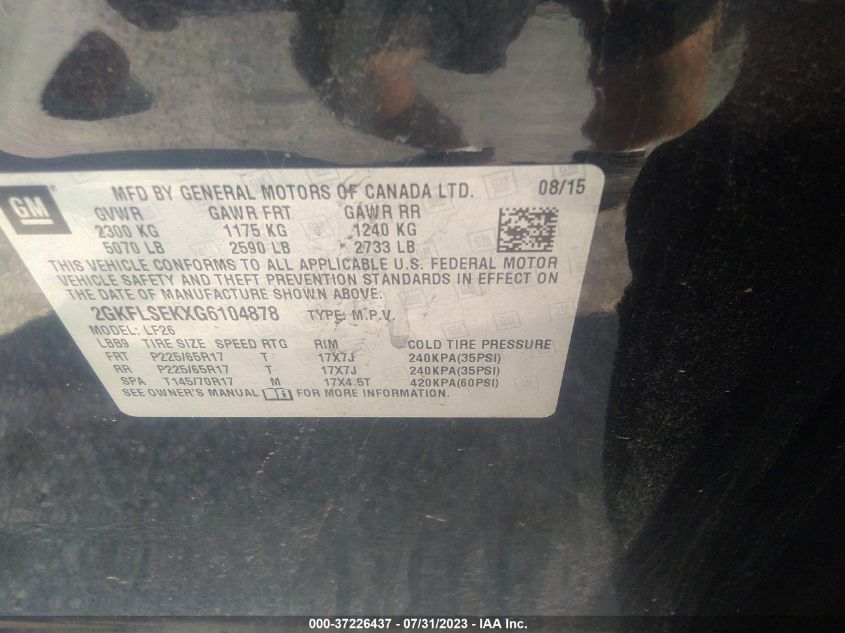 GM
MFD BY GENERAL MOTORS OF CANADA LTD. 08/15
GVWR GAWR FRT GAWR RR
2300 KG 1175 KG 1240 KG
5070 LB 2590 LB 2733 LB
THIS VEHICLE CONFORMS TO ALL APPLICABLE U.S. FEDERAL MOTOR
VEHICLE SAFETY AND THEFT PREVENTION STANDARDS IN EFFECT ON
THE DATE OF MANUFACTURE SHOWN ABOVE.
2GKFLSEKXG6104878 TYPE: M.P.V.
MODEL: LF26
LBB9 TIRE SIZE SPEED RTG RIM COLD TIRE PRESSURE
FRT P225/65R17 T 17X7J 240KPA(35PSI)
RR P225/65R17 T 17X7J 240KPA(35PSI)
SPA T145/70R17 M 17X4.5T 420KPA(60PSI)
SEE OWNER'S MANUAL FOR MORE INFORMATION.
000-37226437 - 07/31/2023 - IAA Inc.